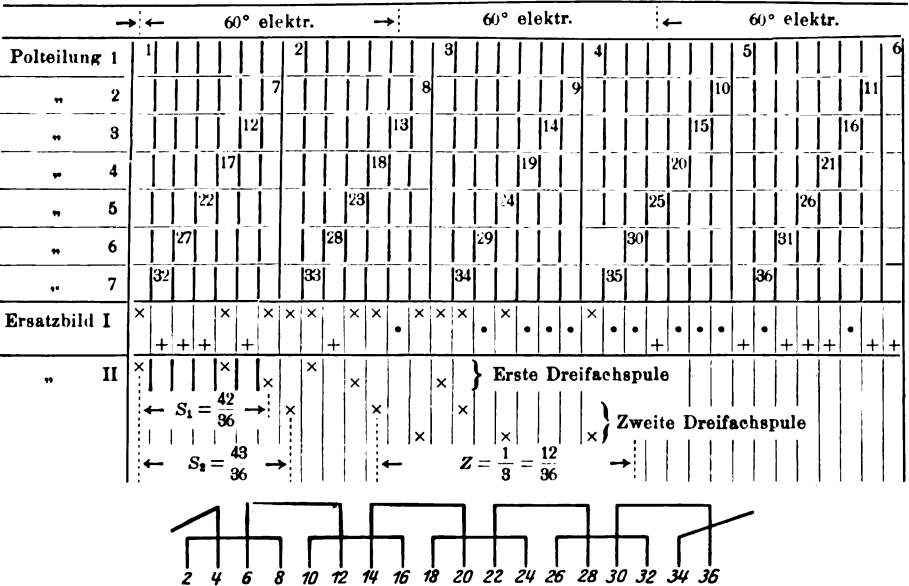 60° elektr. 60° elektr. 60° elektr.
Polteilung 1 1 2 3 4 5 6
„ 2 7 8 9 10 11
„ 3 12 13 14 15 16
„ 4 17 18 19 20 21
„ 5 22 23 24 25 26
„ 6 27 28 29 30 31
„ 7 32 33 34 35 36
Ersatzbild I
„ II } Erste Dreifachspule
S₁ = 42/36 } Zweite Dreifachspule
S₂ = 43/36 Z = 1/3 = 12/36
2 4 6 8 10 12 14 16 18 20 22 24 26 28 30 32 34 36